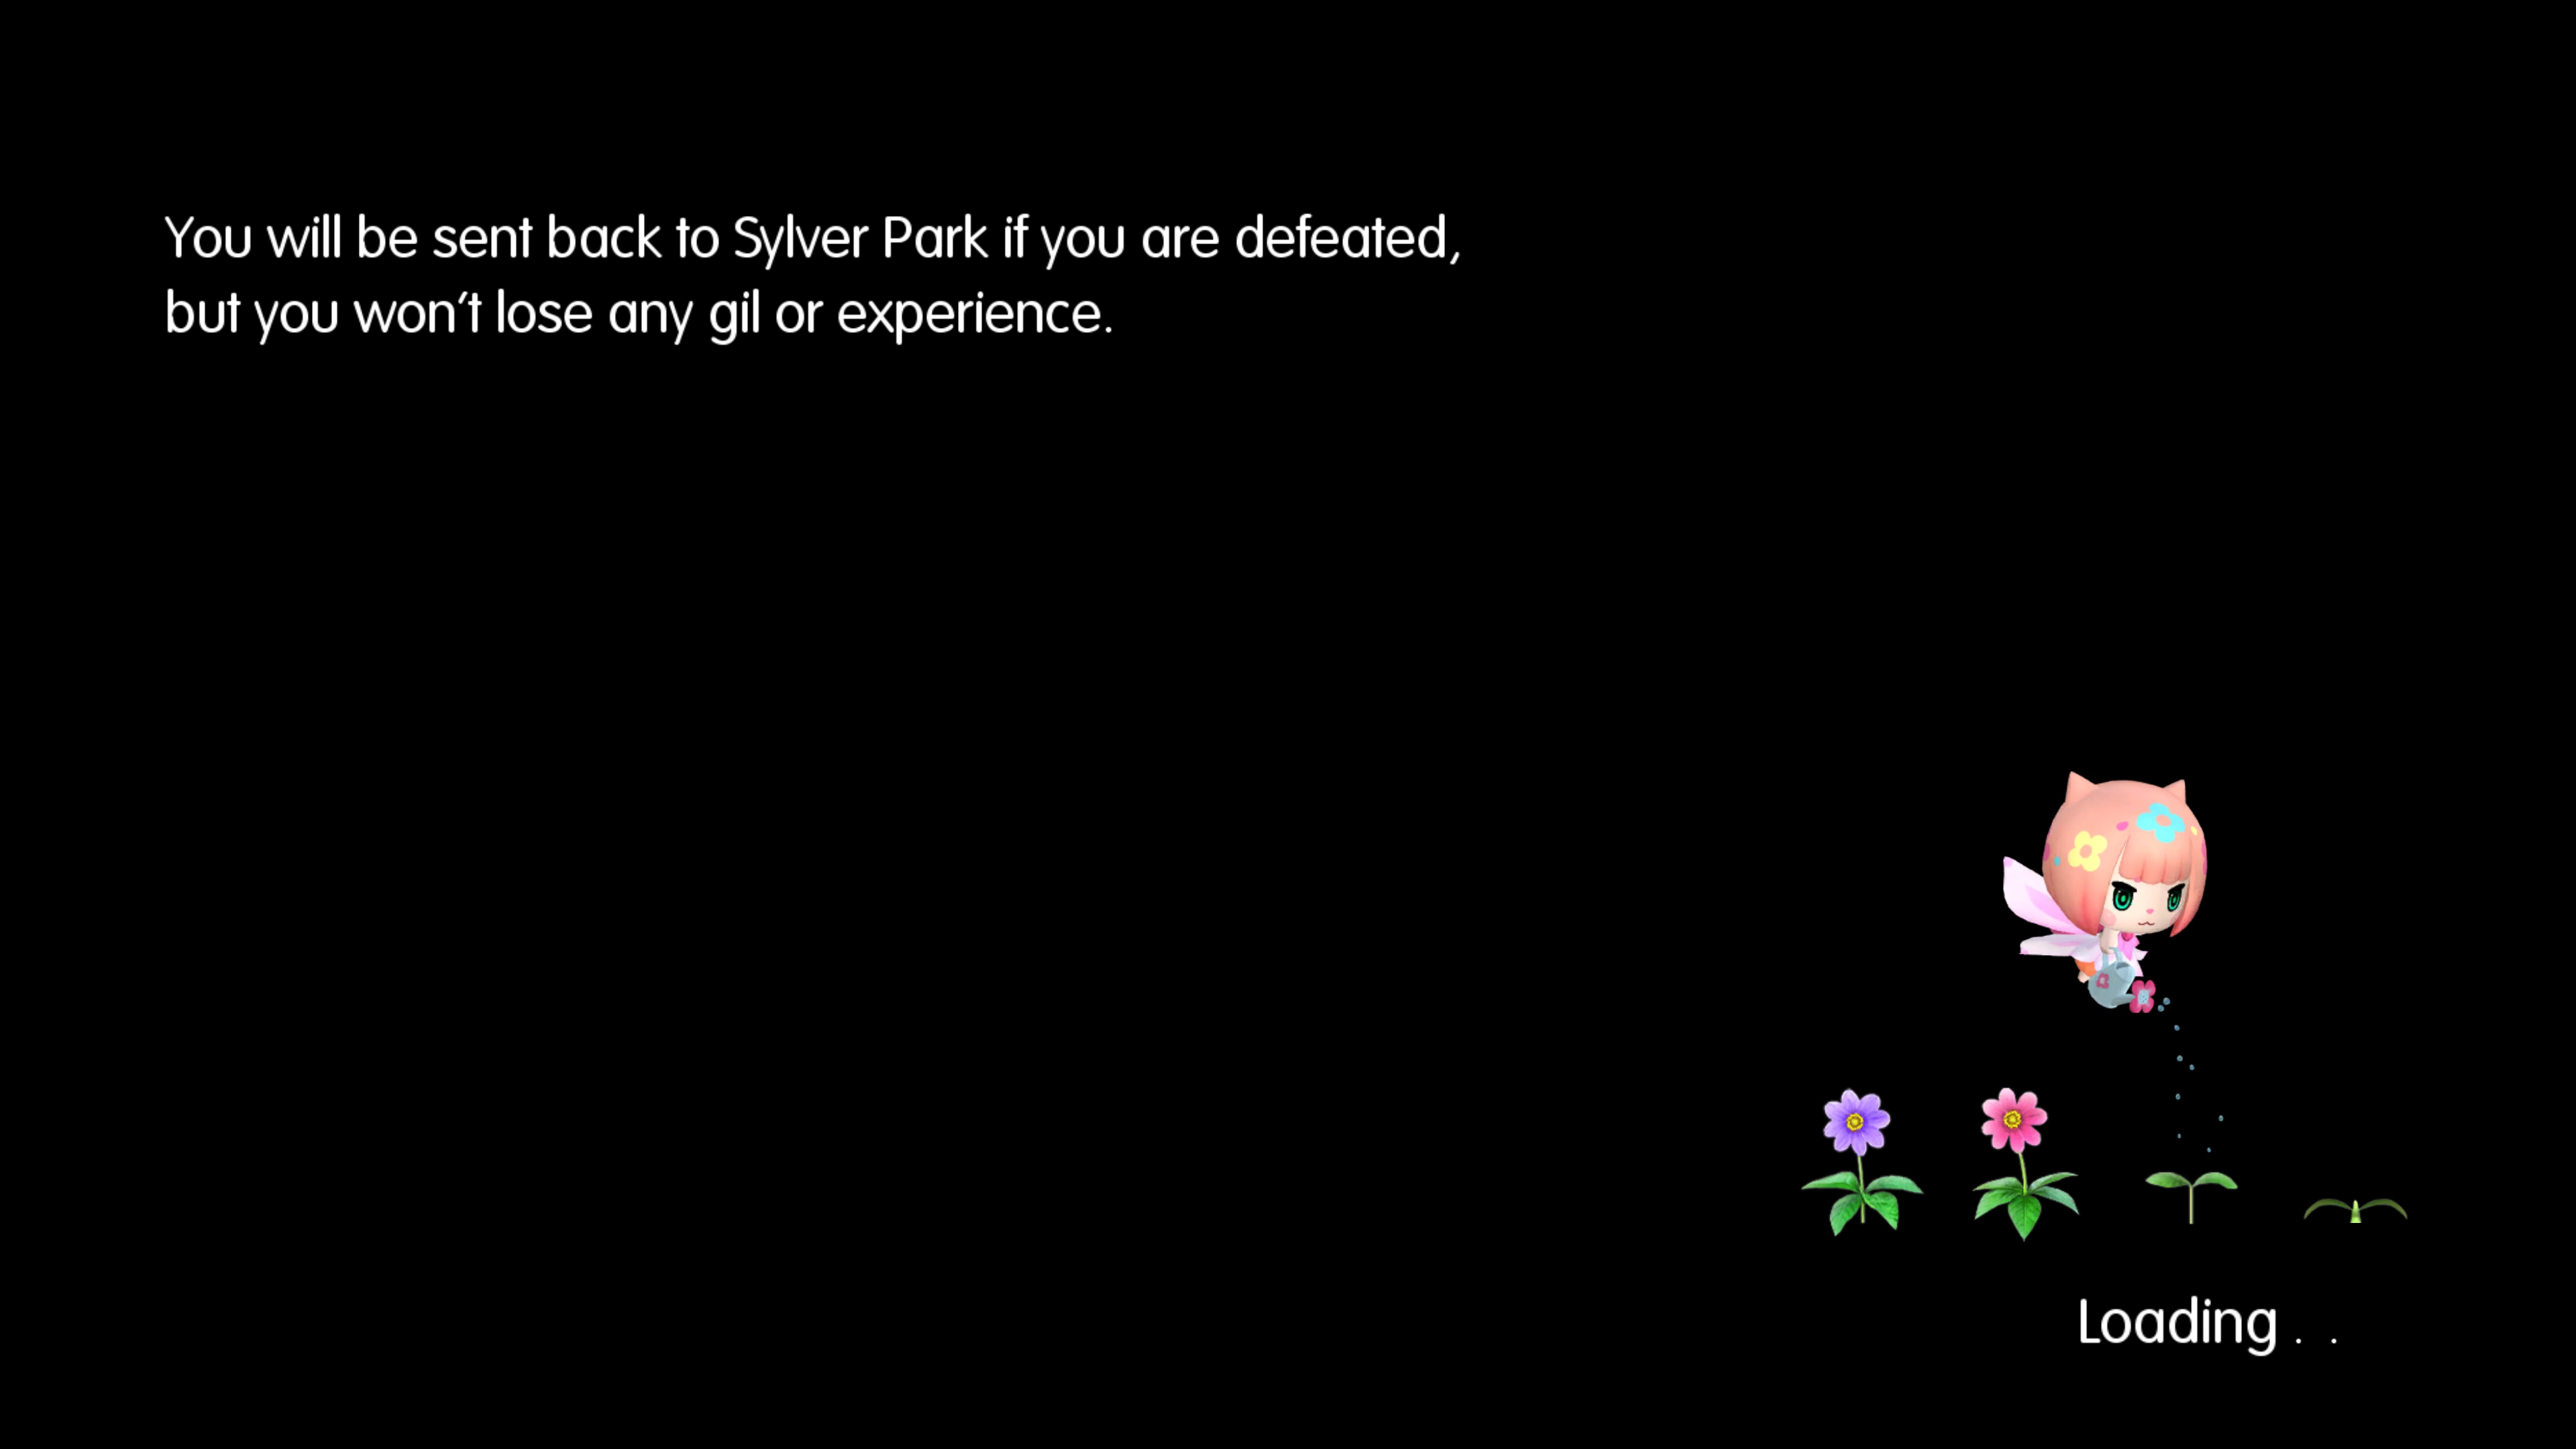 You will be sent back to Sylver Park if you are defeated,
but you won't lose any gil or experience.
Loading . .